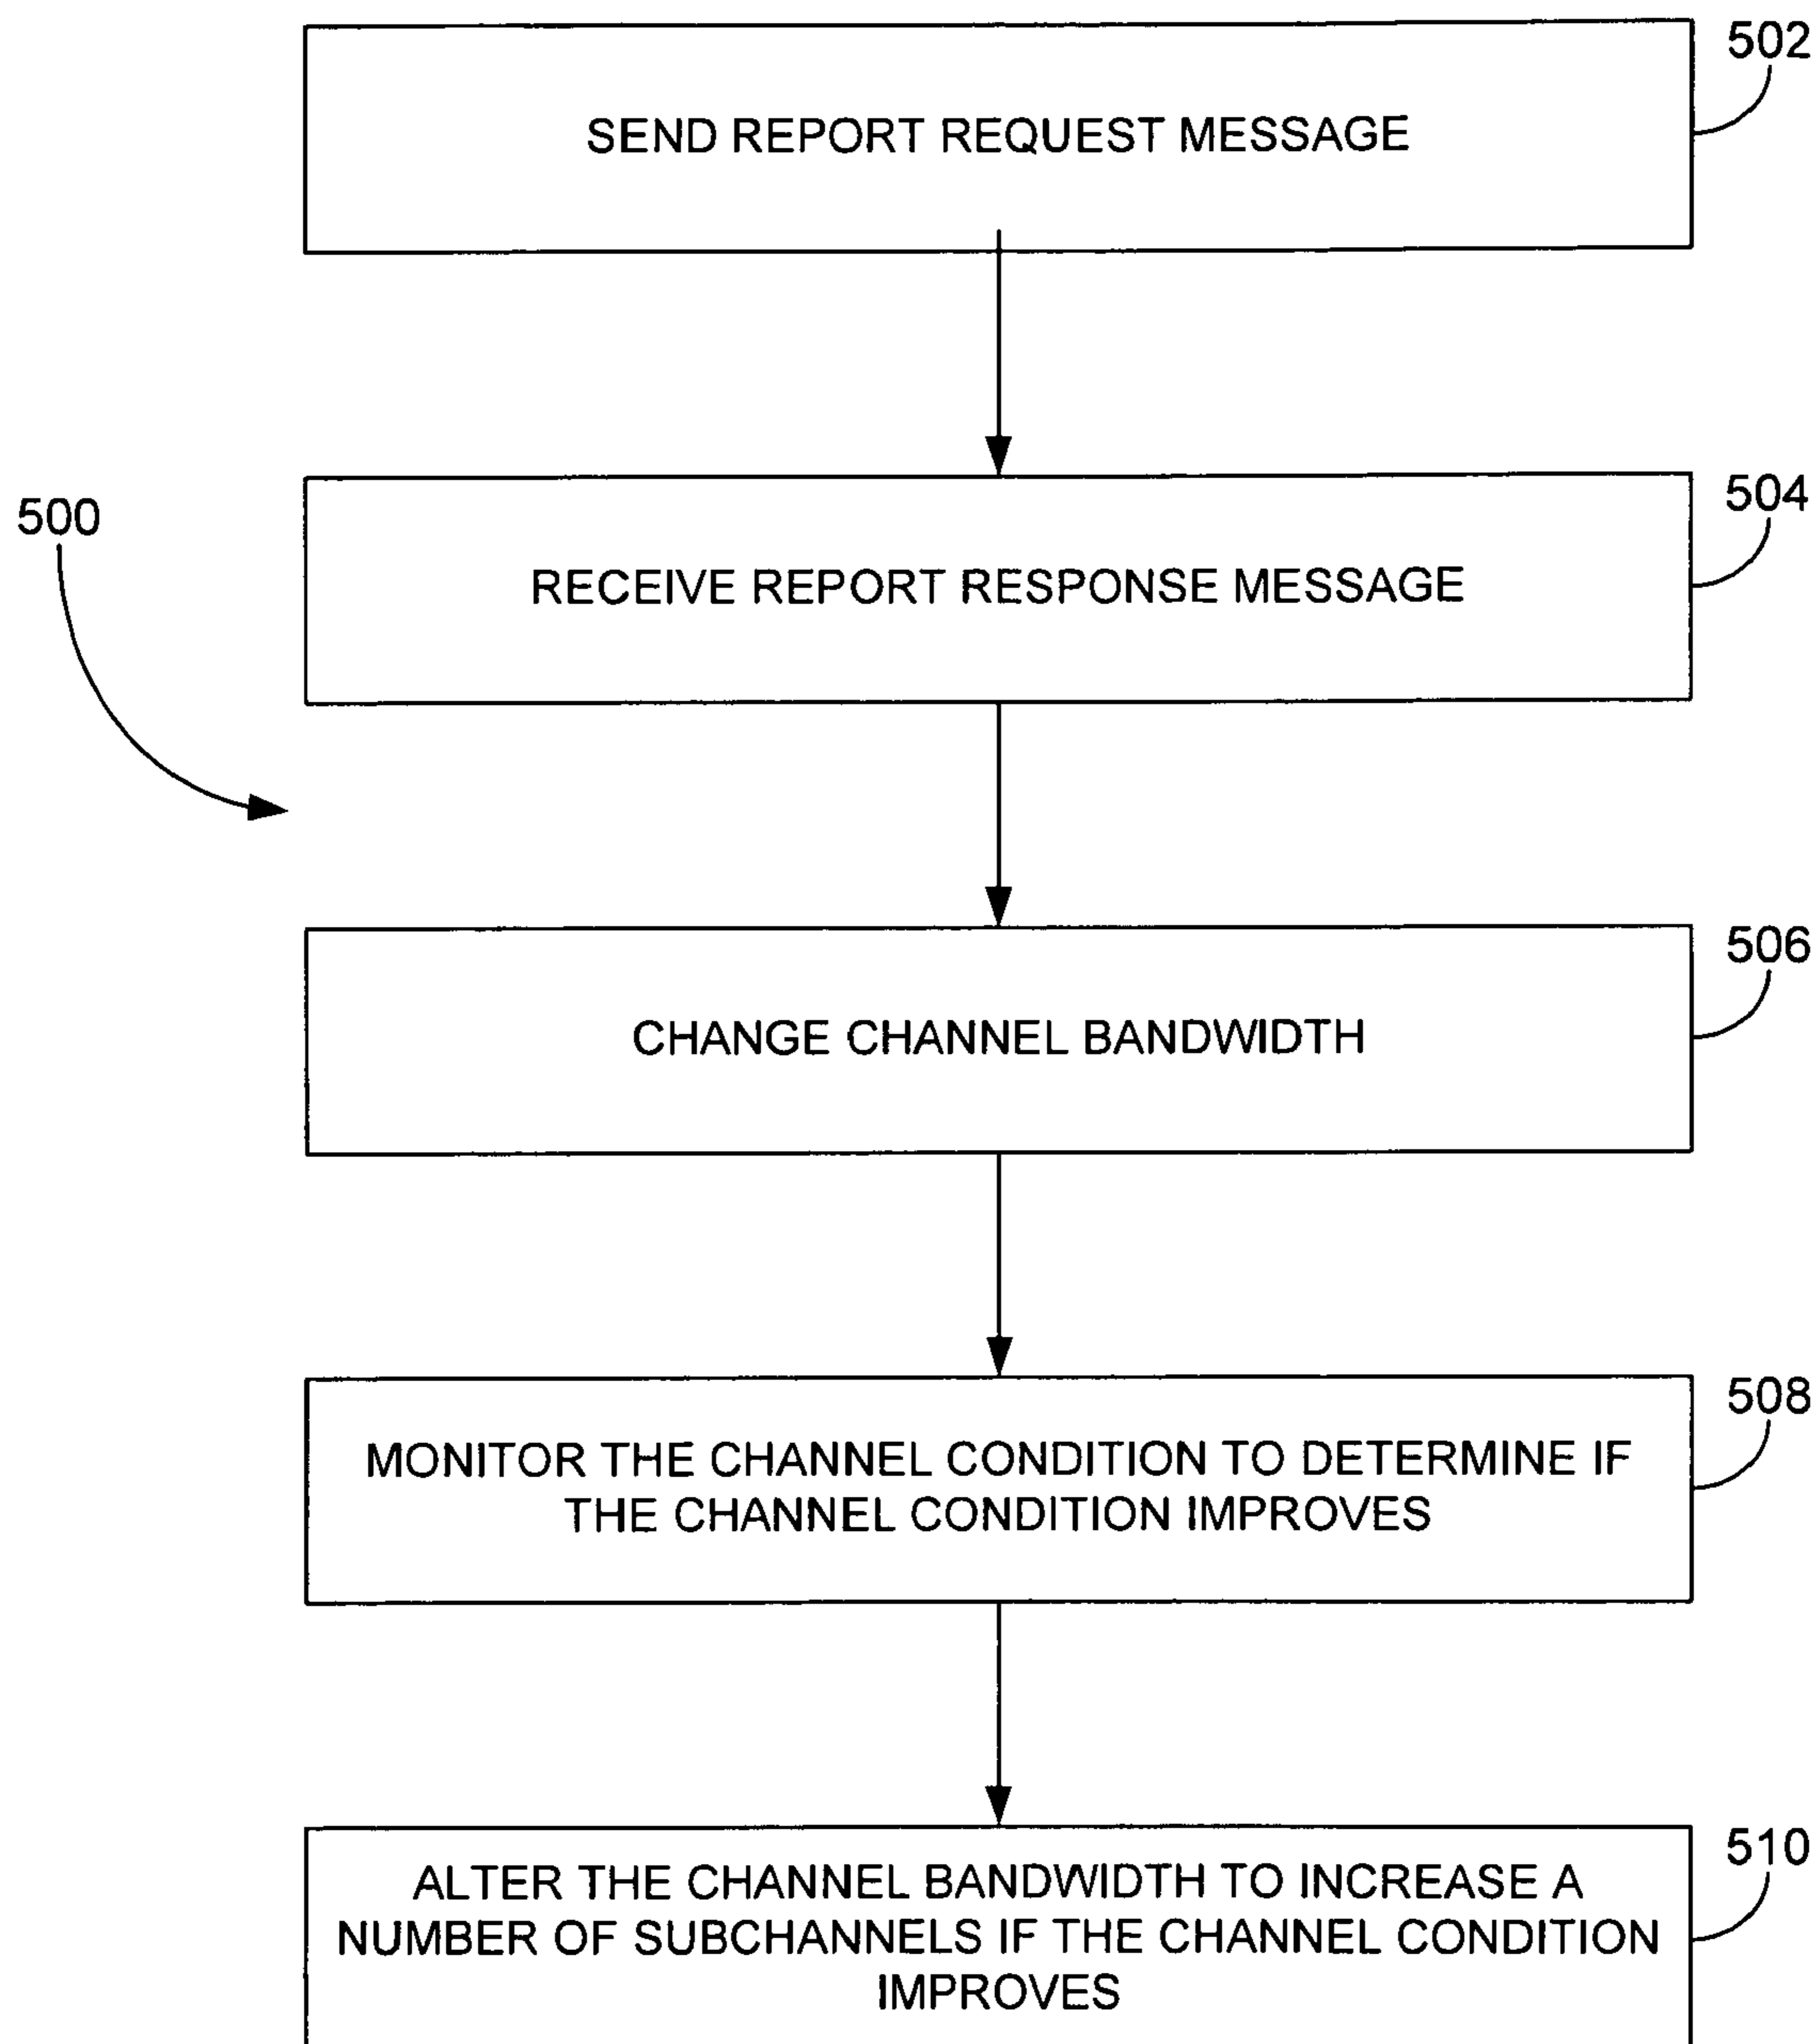 502
SEND REPORT REQUEST MESSAGE
504
500
RECEIVE REPORT RESPONSE MESSAGE
506
CHANGE CHANNEL BANDWIDTH
508
MONITOR THE CHANNEL CONDITION TO DETERMINE IF
THE CHANNEL CONDITION IMPROVES
510
ALTER THE CHANNEL BANDWIDTH TO INCREASE A
NUMBER OF SUBCHANNELS IF THE CHANNEL CONDITION
IMPROVES